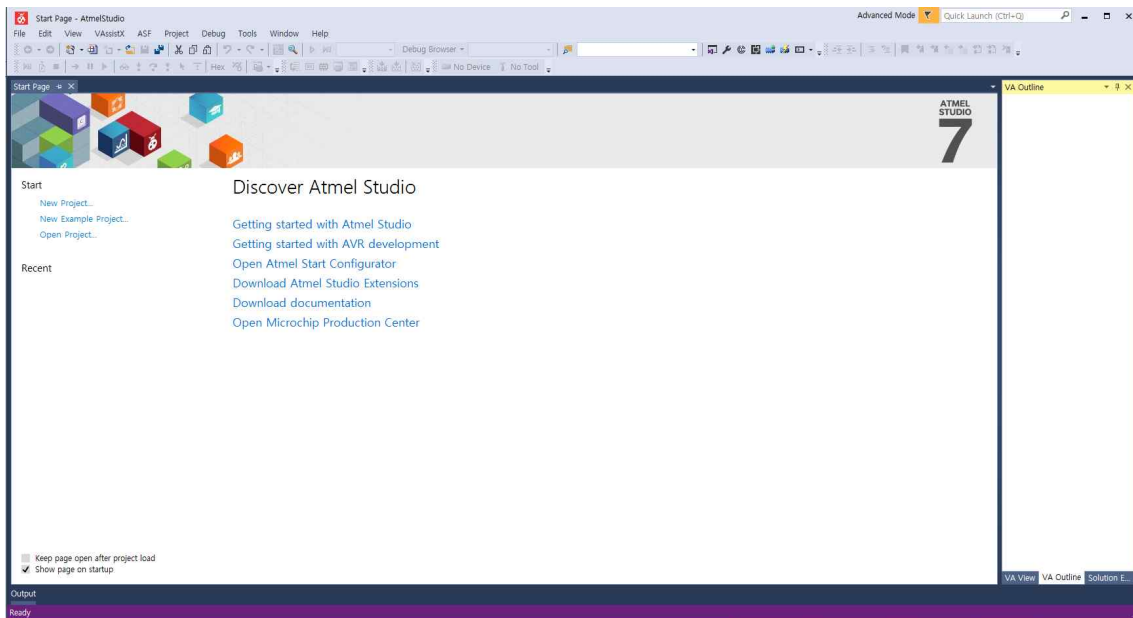 Start Page - AtmelStudio
Advanced Mode
Quick Launch (Ctrl+Q)
File Edit View VAssistX ASF Project Debug Tools Window Help
Debug Browser
Hex
No Device
No Tool
Start Page
VA Outline
ATMEL
STUDIO
7
Start
New Project...
New Example Project...
Open Project...
Recent
Discover Atmel Studio
Getting started with Atmel Studio
Getting started with AVR development
Open Atmel Start Configurator
Download Atmel Studio Extensions
Download documentation
Open Microchip Production Center
Keep page open after project load
Show page on startup
VA View VA Outline Solution E...
Output
Ready